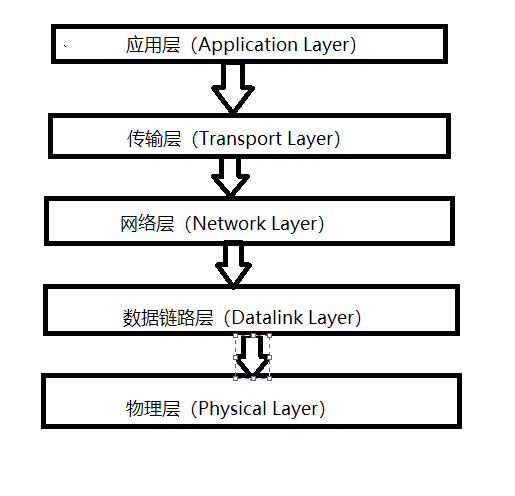 应用层（Application Layer）
传输层（Transport Layer）
网络层（Network Layer）
数据链路层（Datalink Layer）
物理层（Physical Layer）